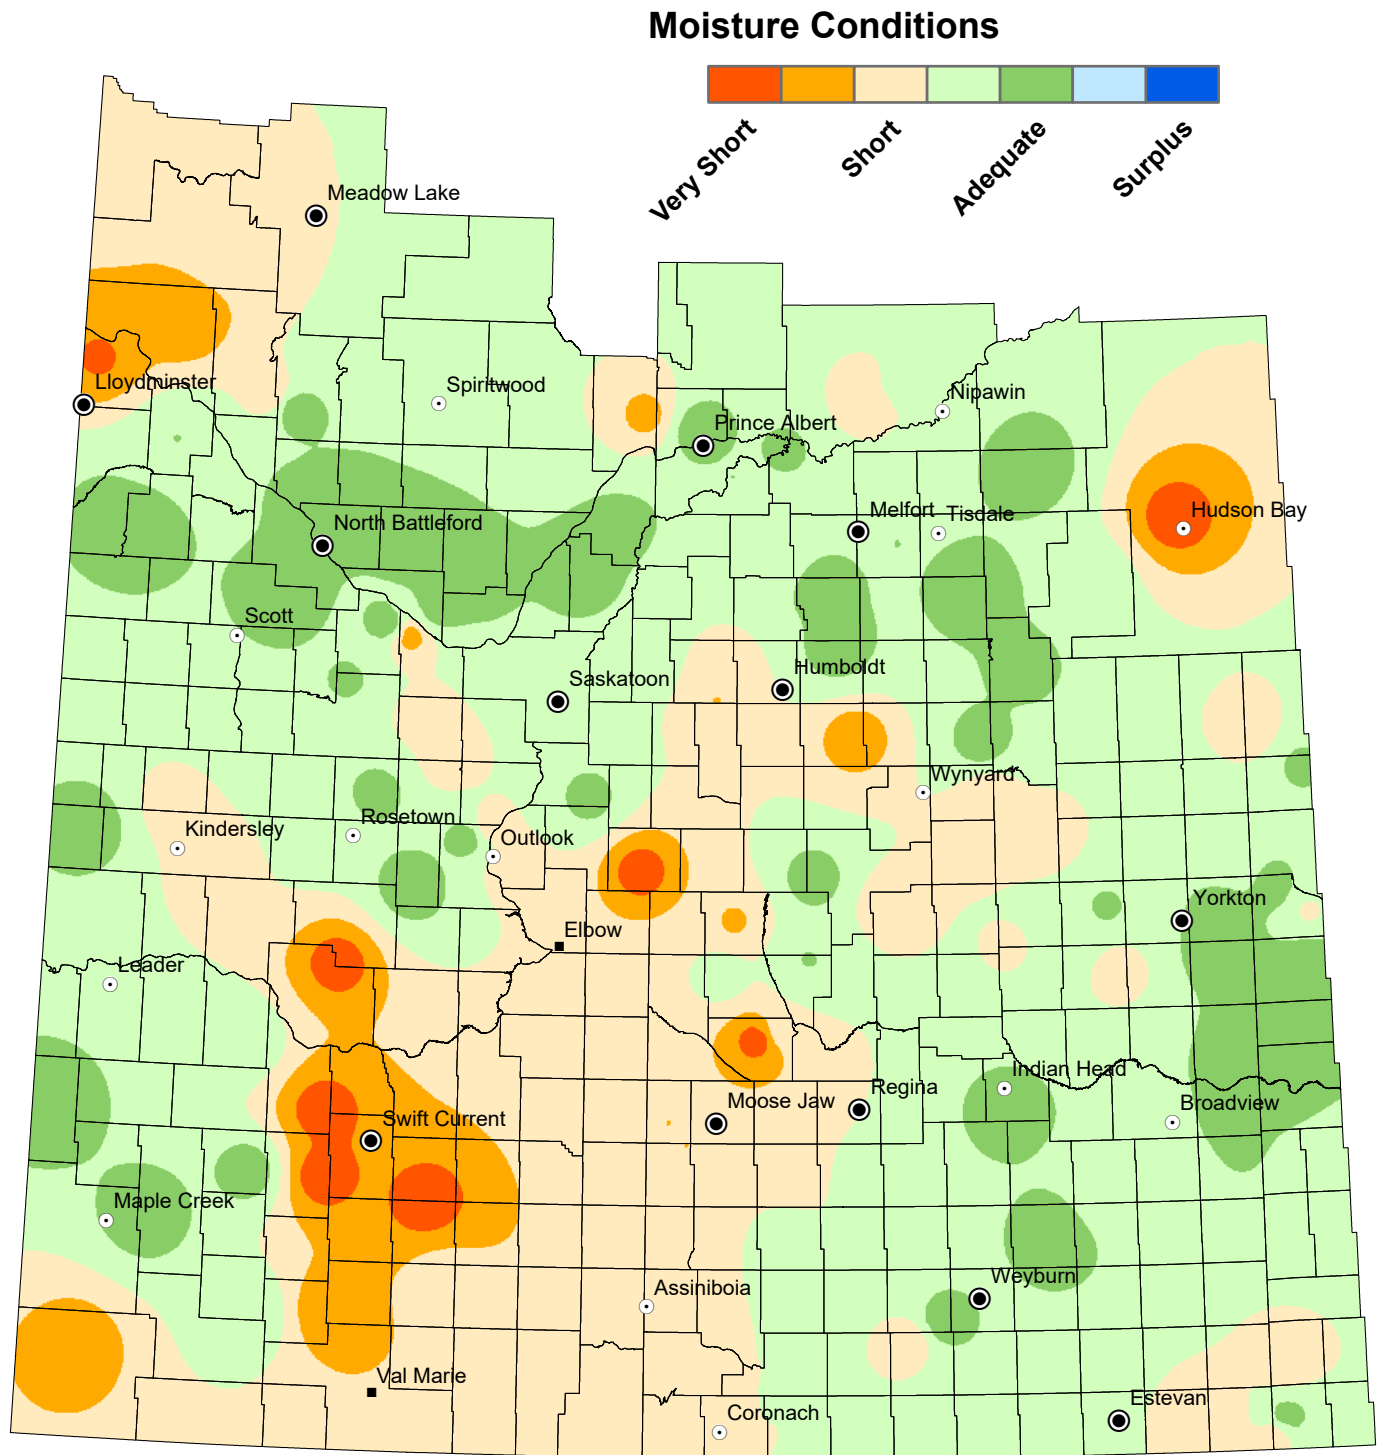 Moisture Conditions
Very Short
Short
Adequate
Surplus
Meadow Lake
Lloydminster
Spiritwood
Nipawin
Prince Albert
North Battleford
Melfort
Tisdale
Hudson Bay
Scott
Saskatoon
Humboldt
Wynyard
Kindersley
Rosetown
Outlook
Yorkton
Elbow
Leader
Indian Head
Regina
Moose Jaw
Broadview
Swift Current
Maple Creek
Weyburn
Assiniboia
Val Marie
Estevan
Coronach